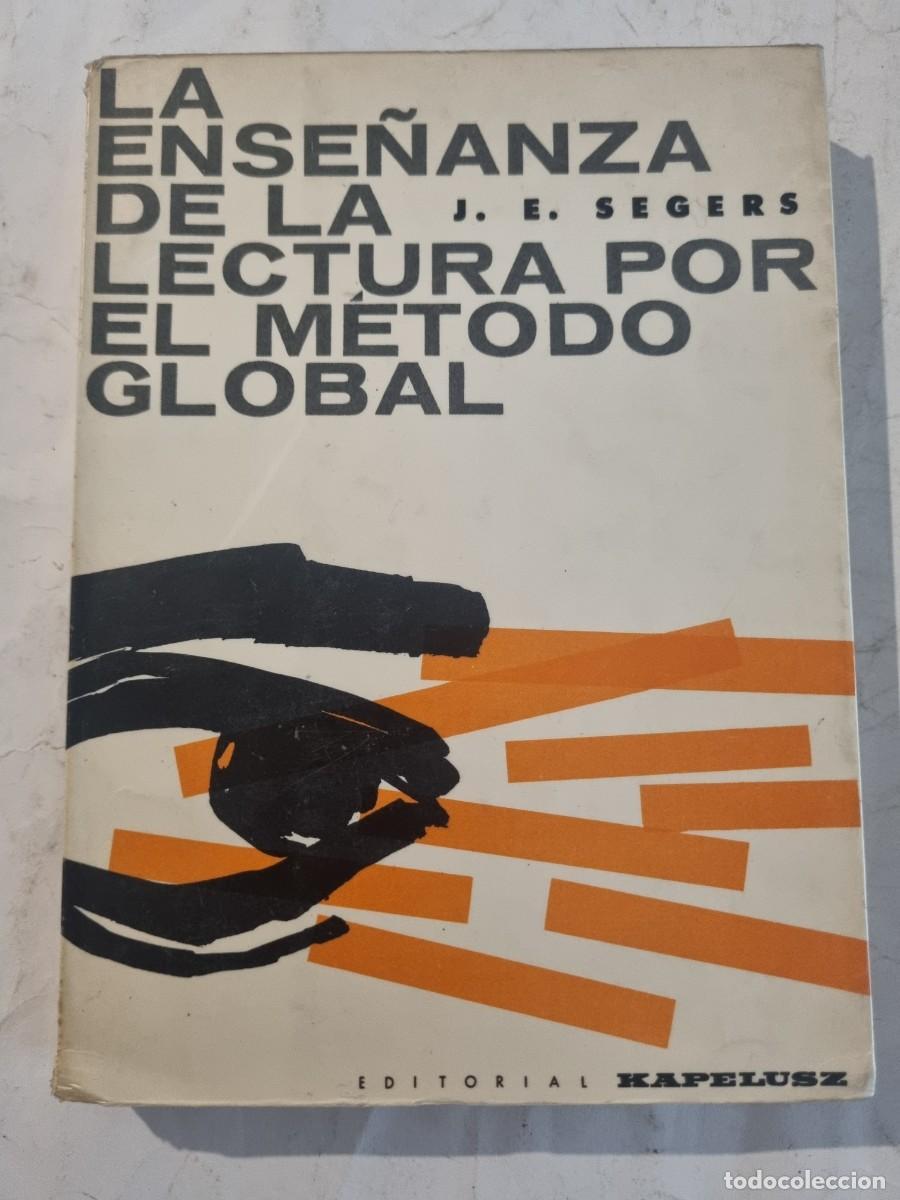 LA
ENSEÑANZA
DE LA
J. E. SEGERS
LECTURA POR
EL MÉTODO
GLOBAL
EDITORIAL KAPELUSZ
todocoleccion